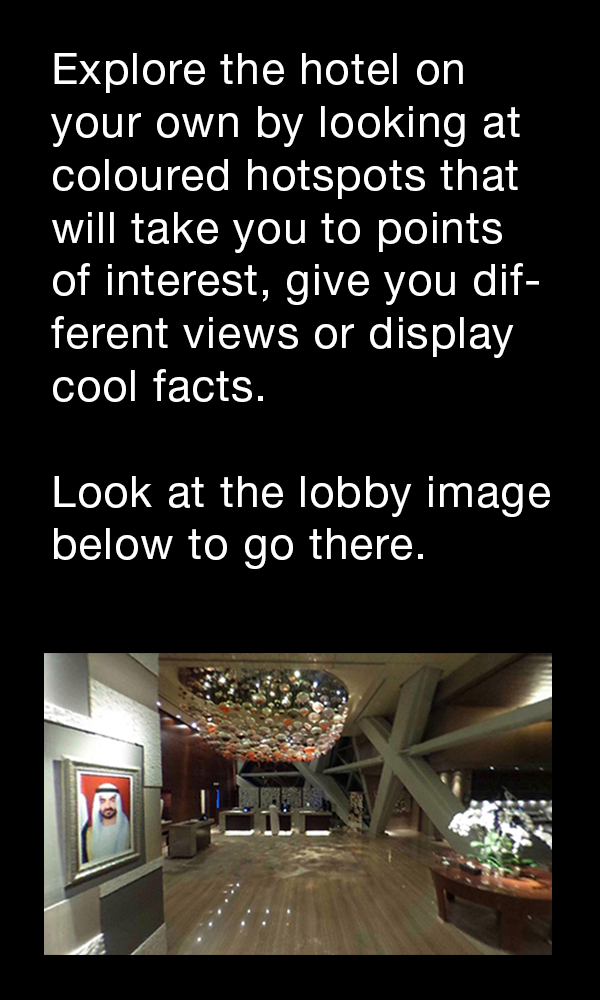 Explore the hotel on
your own by looking at
coloured hotspots that
will take you to points
of interest, give you dif-
ferent views or display
cool facts.
Look at the lobby image
below to go there.